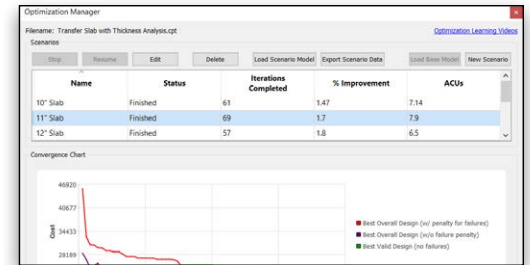 Optimization Manager
Filename: Transfer Slab with Thickness Analysis.cpt Optimization Learning Videos
Scenarios
Stop Resume Edit Delete Load Scenario Model Export Scenario Data Load Base Model New Scenario
Name Status Iterations Completed % Improvement ACUs
10" Slab Finished 61 1.47 7.14
11" Slab Finished 69 1.7 7.9
12" Slab Finished 57 1.8 6.5
Convergence Chart
46920
40677
34433
28189
Cost
Best Overall Design (w/ penalty for failures)
Best Overall Design (w/o failure penalty)
Best Valid Design (no failures)